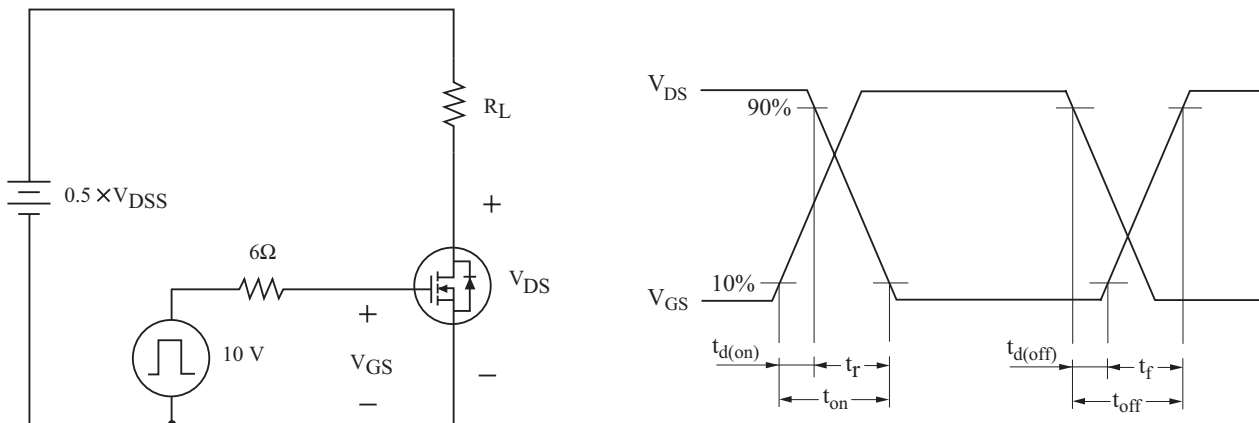 0.5 ×V_DSS
R_L
6Ω
10 V
+
V_GS
−
+
V_DS
−
V_DS
90%
10%
V_GS
t_d(on)
t_r
t_on
t_d(off)
t_f
t_off